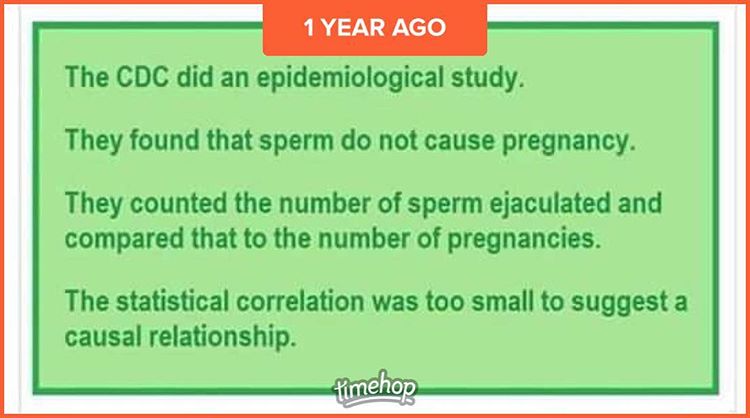 1 YEAR AGO
The CDC did an epidemiological study.
They found that sperm do not cause pregnancy.
They counted the number of sperm ejaculated and
compared that to the number of pregnancies.
The statistical correlation was too small to suggest a
causal relationship.
timehop